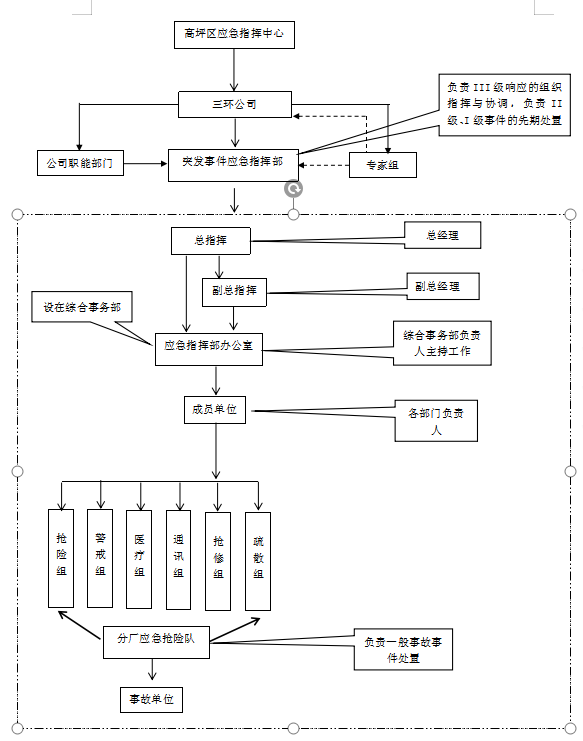 高坪区应急指挥中心
三环公司
负责III级响应的组织
指挥与协调，负责II
级、I级事件的先期处置
公司职能部门
突发事件应急指挥部
专家组
总指挥
总经理
副总指挥
副总经理
设在综合事务部
应急指挥部办公室
综合事务部负责
人主持工作
成员单位
各部门负责
人
抢险组
警戒组
医疗组
通讯组
抢修组
疏散组
分厂应急抢险队
负责一般事故事
件处置
事故单位